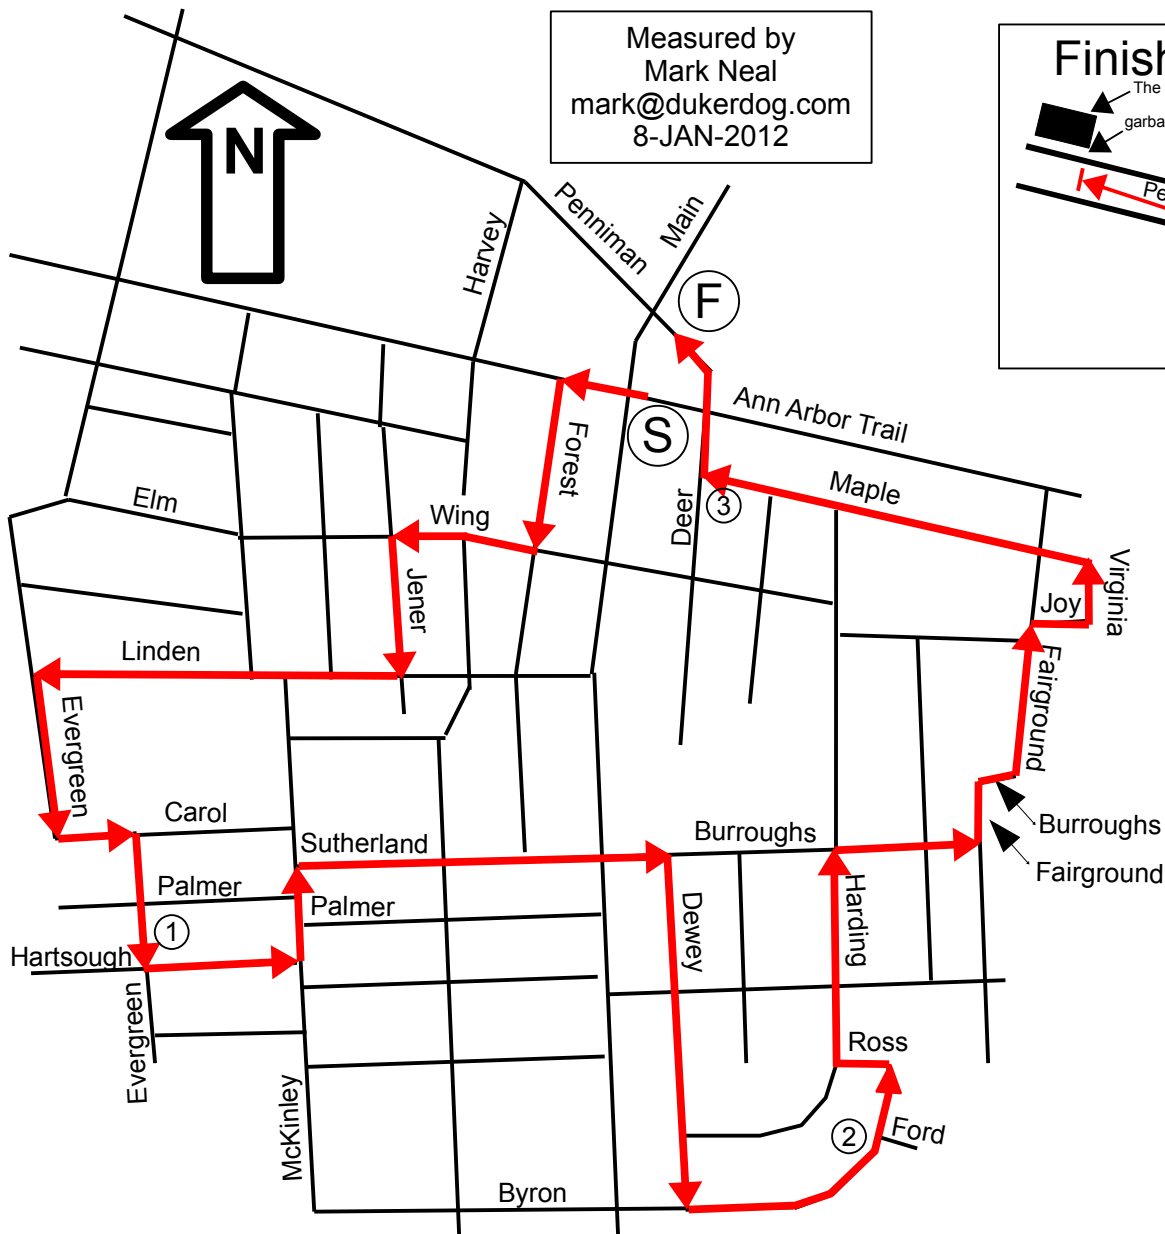 Measured by
Mark Neal
mark@dukerdog.com
8-JAN-2012
Finish
The
garba
Pe
N
Penniman
Main
Harvey
F
S
Ann Arbor Trail
Forest
Elm
Wing
Maple
3
Deer
Jener
Virginia
Joy
Linden
Fairground
Evergreen
Carol
Sutherland
Burroughs
Burroughs
Fairground
Palmer
Palmer
Dewey
Harding
1
Hartsough
Evergreen
McKinley
Ross
2
Ford
Byron